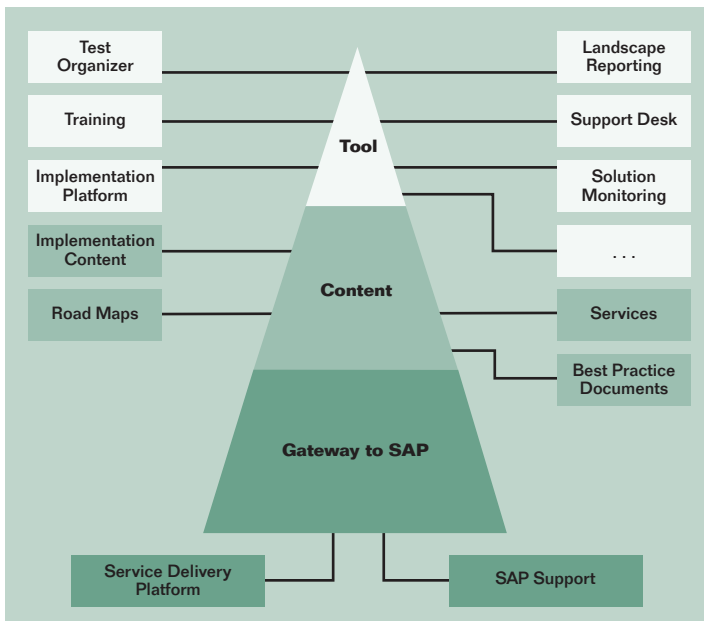 Test
Organizer
Landscape
Reporting
Training
Tool
Support Desk
Implementation
Platform
Solution
Monitoring
Implementation
Content
. . .
Content
Road Maps
Services
Best Practice
Documents
Gateway to SAP
Service Delivery
Platform
SAP Support